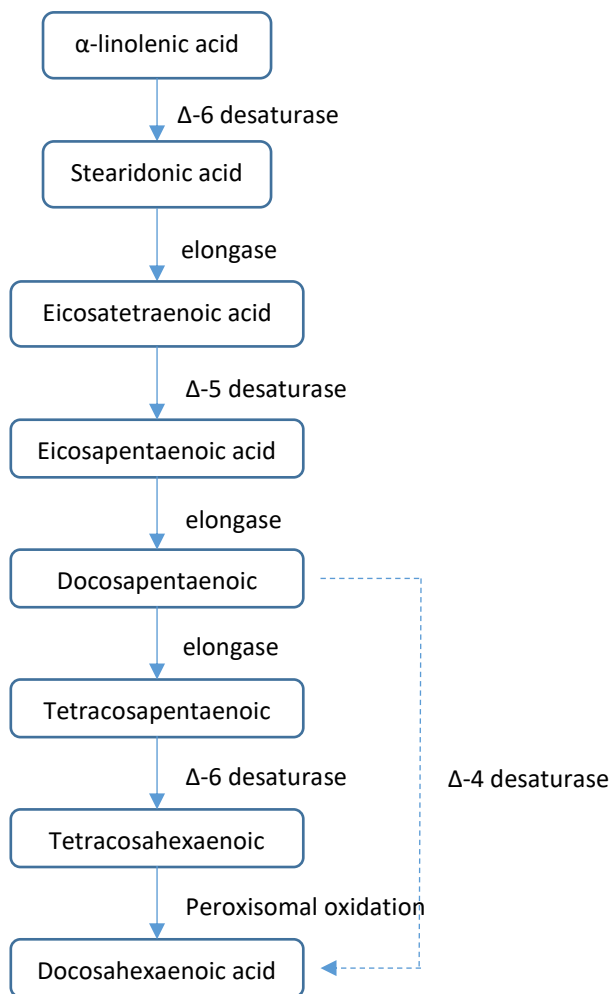 α-linolenic acid
Δ-6 desaturase
Stearidonic acid
elongase
Eicosatetraenoic acid
Δ-5 desaturase
Eicosapentaenoic acid
elongase
Docosapentaenoic
elongase
Tetracosapentaenoic
Δ-6 desaturase
Δ-4 desaturase
Tetracosahexaenoic
Peroxisomal oxidation
Docosahexaenoic acid